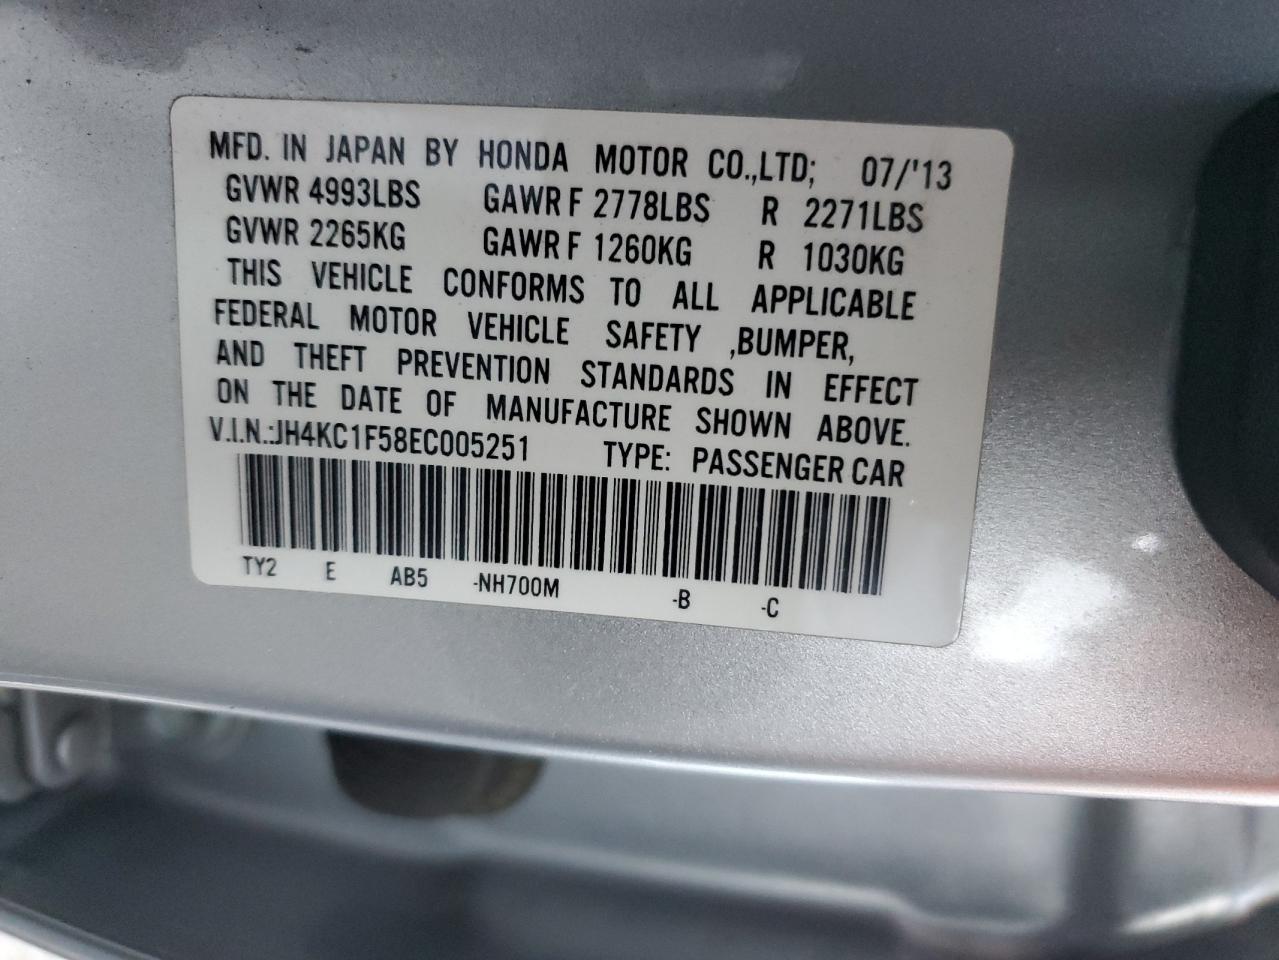 MFD. IN JAPAN BY HONDA MOTOR CO.,LTD; 07/'13
GVWR 4993LBS GAWR F 2778LBS R 2271LBS
GVWR 2265KG GAWR F 1260KG R 1030KG
THIS VEHICLE CONFORMS TO ALL APPLICABLE
FEDERAL MOTOR VEHICLE SAFETY ,BUMPER,
AND THEFT PREVENTION STANDARDS IN EFFECT
ON THE DATE OF MANUFACTURE SHOWN ABOVE.
V.I.N.:JH4KC1F58EC005251 TYPE: PASSENGER CAR
TY2 E AB5 -NH700M -B -C